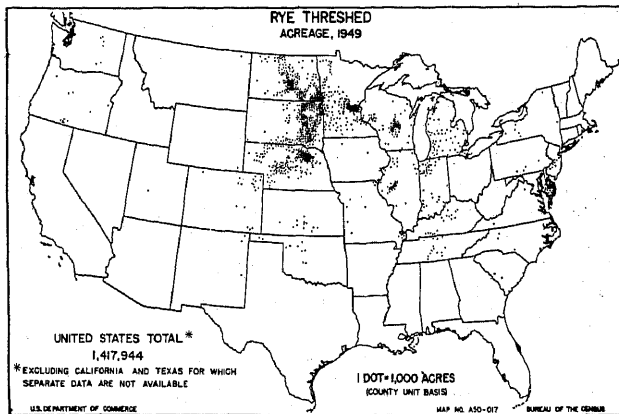 RYE THRESHED
ACREAGE, 1949
UNITED STATES TOTAL*
1,417,944
*EXCLUDING CALIFORNIA AND TEXAS FOR WHICH
SEPARATE DATA ARE NOT AVAILABLE
1 DOT=1,000 ACRES
(COUNTY UNIT BASIS)
U.S. DEPARTMENT OF COMMERCE
MAP NO. A50-017
BUREAU OF THE CENSUS